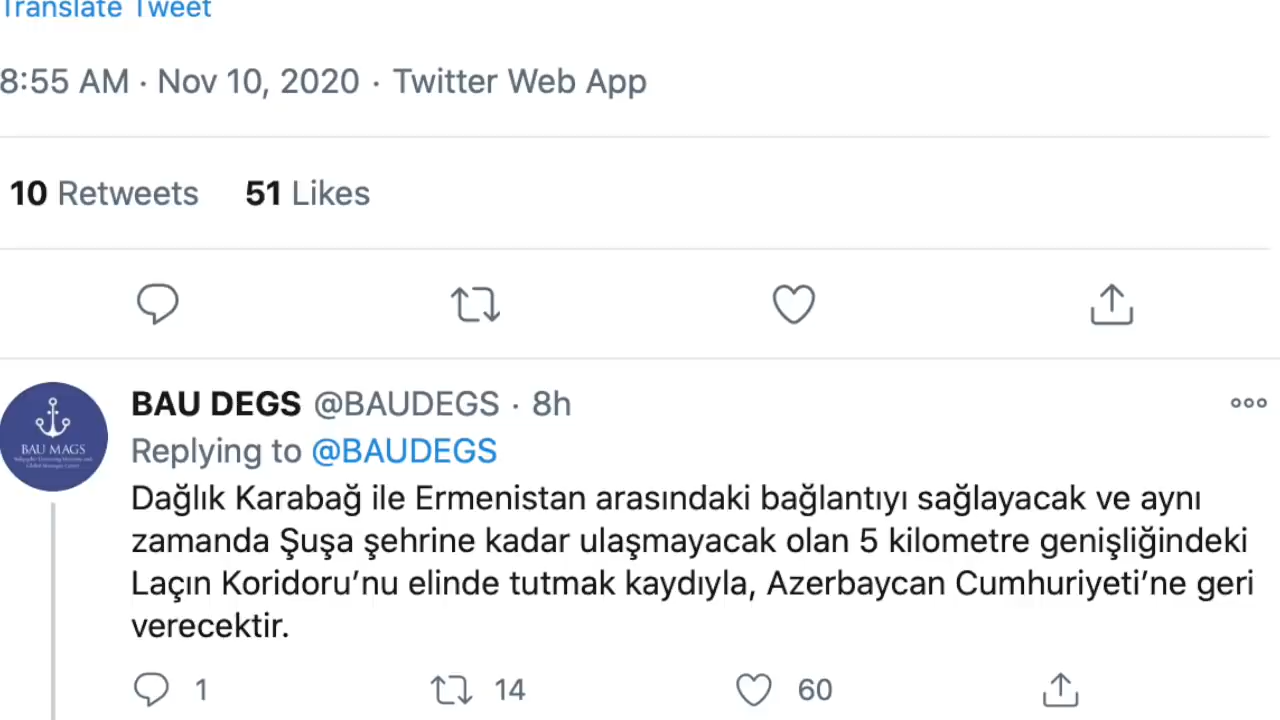 Translate Tweet
8:55 AM · Nov 10, 2020 · Twitter Web App
10 Retweets 51 Likes
BAU DEGS @BAUDEGS · 8h
Replying to @BAUDEGS
BAU MAGS
Dağlık Karabağ ile Ermenistan arasındaki bağlantıyı sağlayacak ve aynı
zamanda Şuşa şehrine kadar ulaşmayacak olan 5 kilometre genişliğindeki
Laçın Koridoru’nu elinde tutmak kaydıyla, Azerbaycan Cumhuriyeti’ne geri
verecektir.
1 14 60